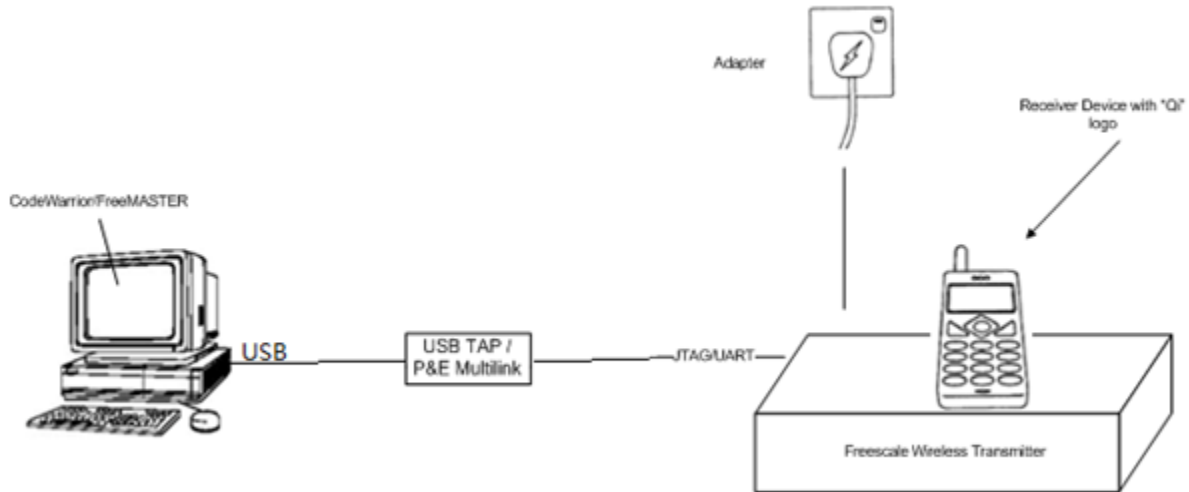 Adapter
Receiver Device with "Qi"
logo
CodeWarrior/FreeMASTER
USB
USB TAP /
P&E Multilink
JTAG/UART
Freescale Wireless Transmitter